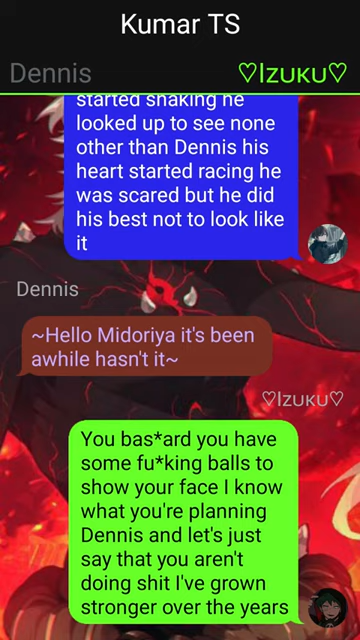 Kumar TS
Dennis ♡Izuku♡
started shaking he
looked up to see none
other than Dennis his
heart started racing he
was scared but he did
his best not to look like
it
Dennis
~Hello Midoriya it's been
awhile hasn't it~
♡Izuku♡
You bas*ard you have
some fu*king balls to
show your face I know
what you're planning
Dennis and let's just
say that you aren't
doing shit I've grown
stronger over the years